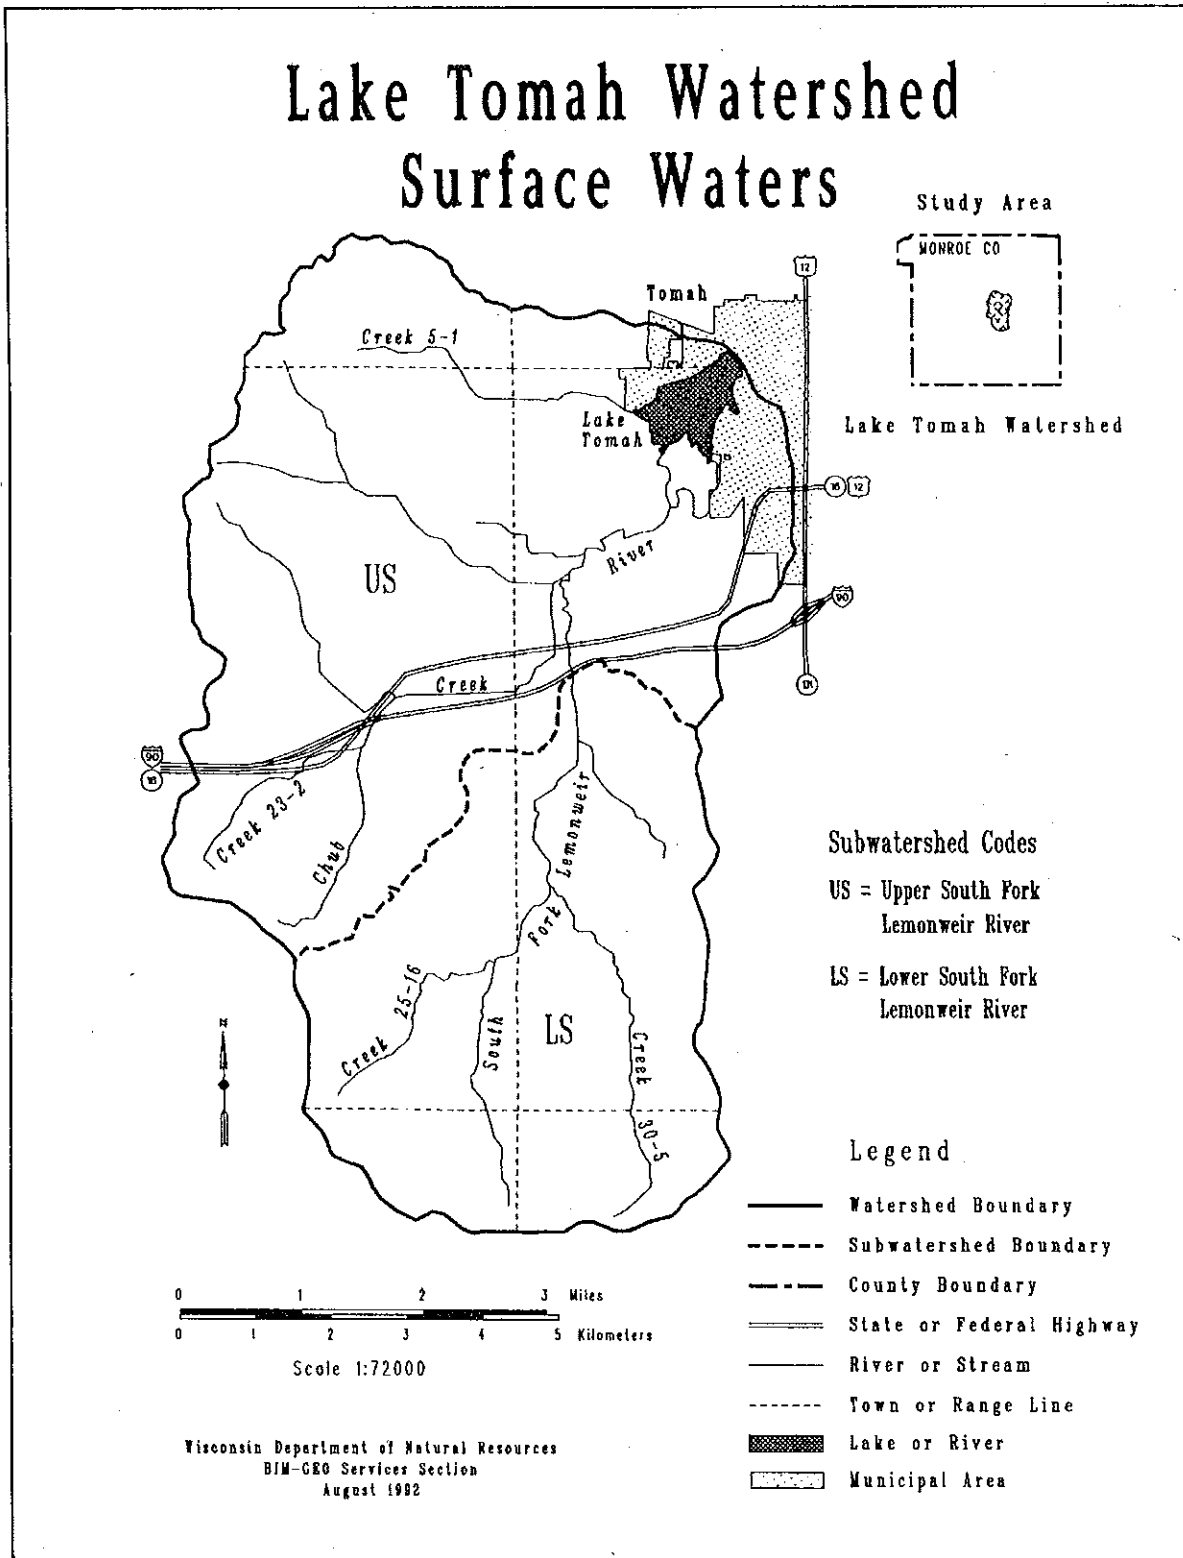 Lake Tomah Watershed
Surface Waters
Study Area
MONROE CO
Lake Tomah Watershed
12
Tomah
Creek 5-1
Lake
Tomah
16
12
River
US
90
Creek
90
16
Creek 23-2
Chub
Lemonweir
Fork
South
Creek 25-16
LS
Creek 30-5
Subwatershed Codes
US = Upper South Fork
Lemonweir River
LS = Lower South Fork
Lemonweir River
N
Legend
Watershed Boundary
Subwatershed Boundary
County Boundary
State or Federal Highway
River or Stream
Town or Range Line
Lake or River
Municipal Area
0 1 2 3 Miles
0 1 2 3 4 5 Kilometers
Scale 1:72000
Wisconsin Department of Natural Resources
BIM-GEO Services Section
August 1992